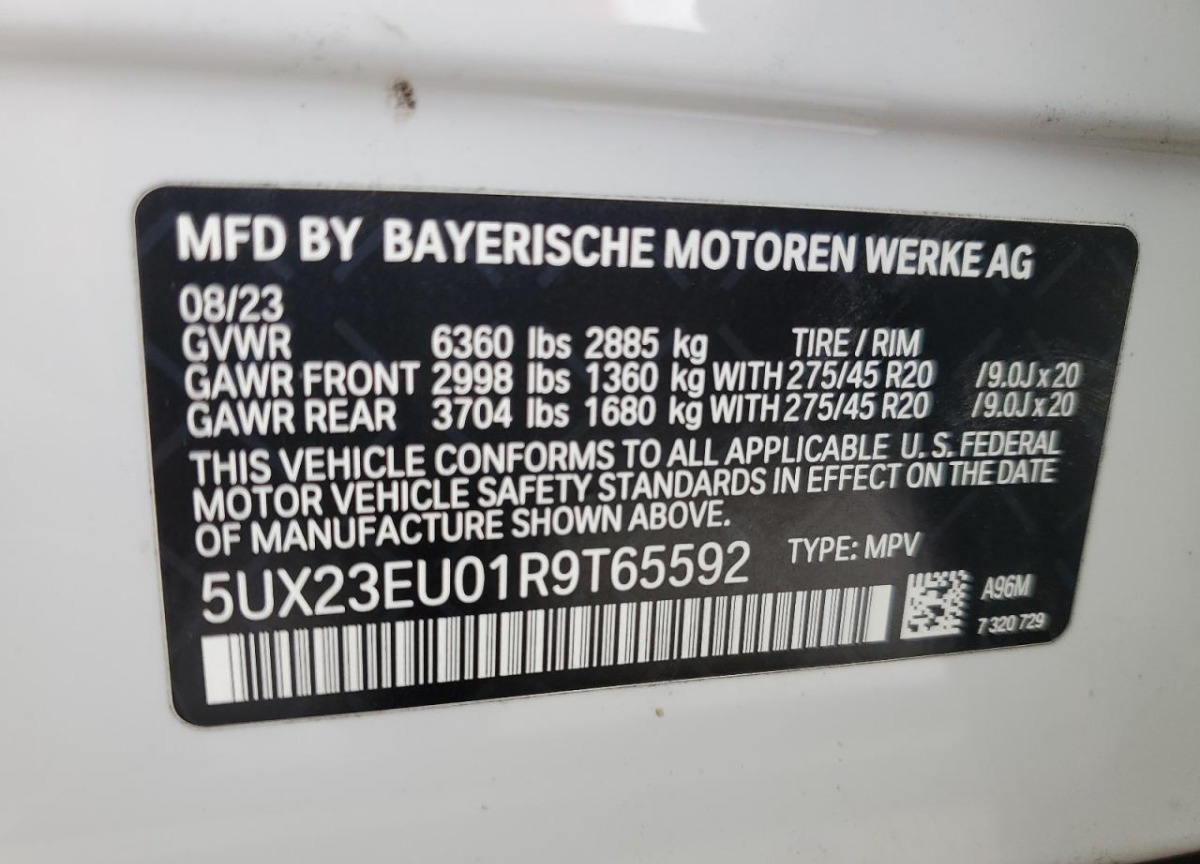 MFD BY BAYERISCHE MOTOREN WERKE AG
08/23
GVWR 6360 lbs 2885 kg TIRE / RIM
GAWR FRONT 2998 lbs 1360 kg WITH 275/45 R20 / 9.0J x 20
GAWR REAR 3704 lbs 1680 kg WITH 275/45 R20 / 9.0J x 20
THIS VEHICLE CONFORMS TO ALL APPLICABLE U.S. FEDERAL
MOTOR VEHICLE SAFETY STANDARDS IN EFFECT ON THE DATE
OF MANUFACTURE SHOWN ABOVE.
5UX23EU01R9T65592 TYPE: MPV
A96M
7 320 729